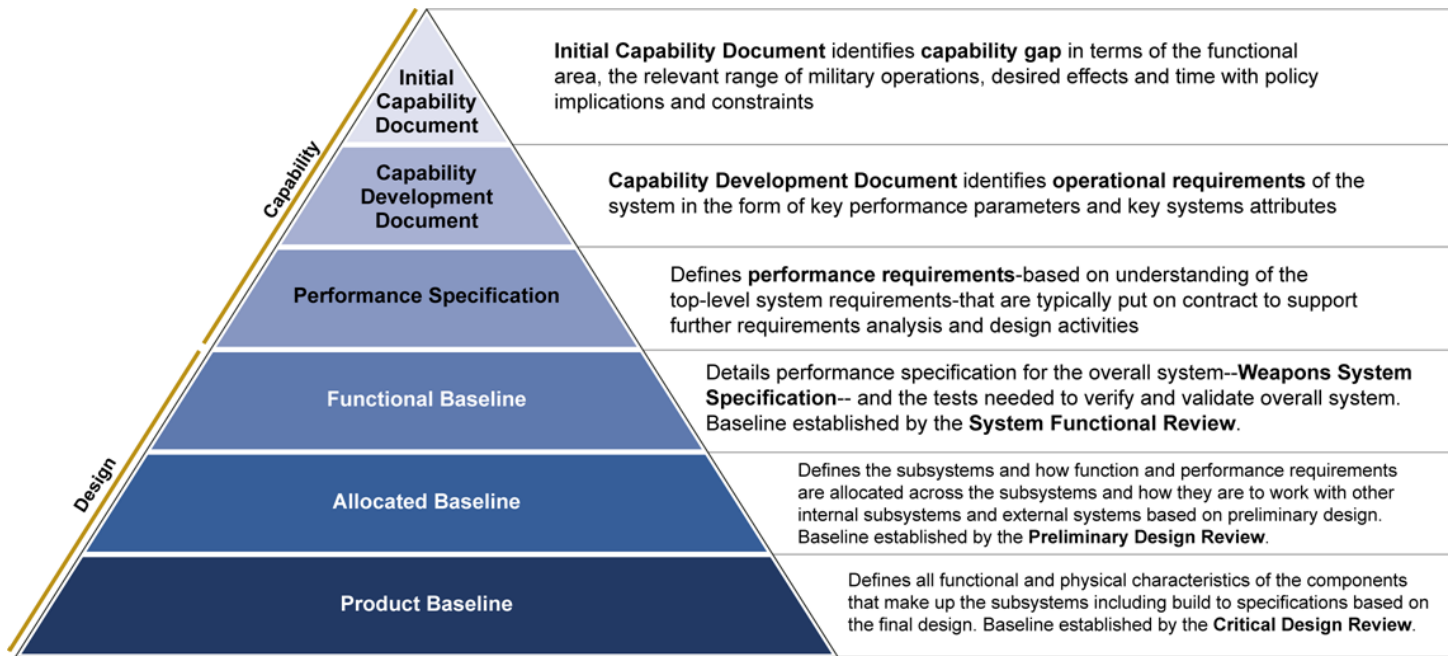 Initial
Capability
Document
Initial Capability Document identifies capability gap in terms of the functional
area, the relevant range of military operations, desired effects and time with policy
implications and constraints
Capability
Capability
Development
Document
Capability Development Document identifies operational requirements of the
system in the form of key performance parameters and key systems attributes
Performance Specification
Defines performance requirements-based on understanding of the
top-level system requirements-that are typically put on contract to support
further requirements analysis and design activities
Functional Baseline
Details performance specification for the overall system--Weapons System
Specification-- and the tests needed to verify and validate overall system.
Baseline established by the System Functional Review.
Design
Allocated Baseline
Defines the subsystems and how function and performance requirements
are allocated across the subsystems and how they are to work with other
internal subsystems and external systems based on preliminary design.
Baseline established by the Preliminary Design Review.
Product Baseline
Defines all functional and physical characteristics of the components
that make up the subsystems including build to specifications based on
the final design. Baseline established by the Critical Design Review.